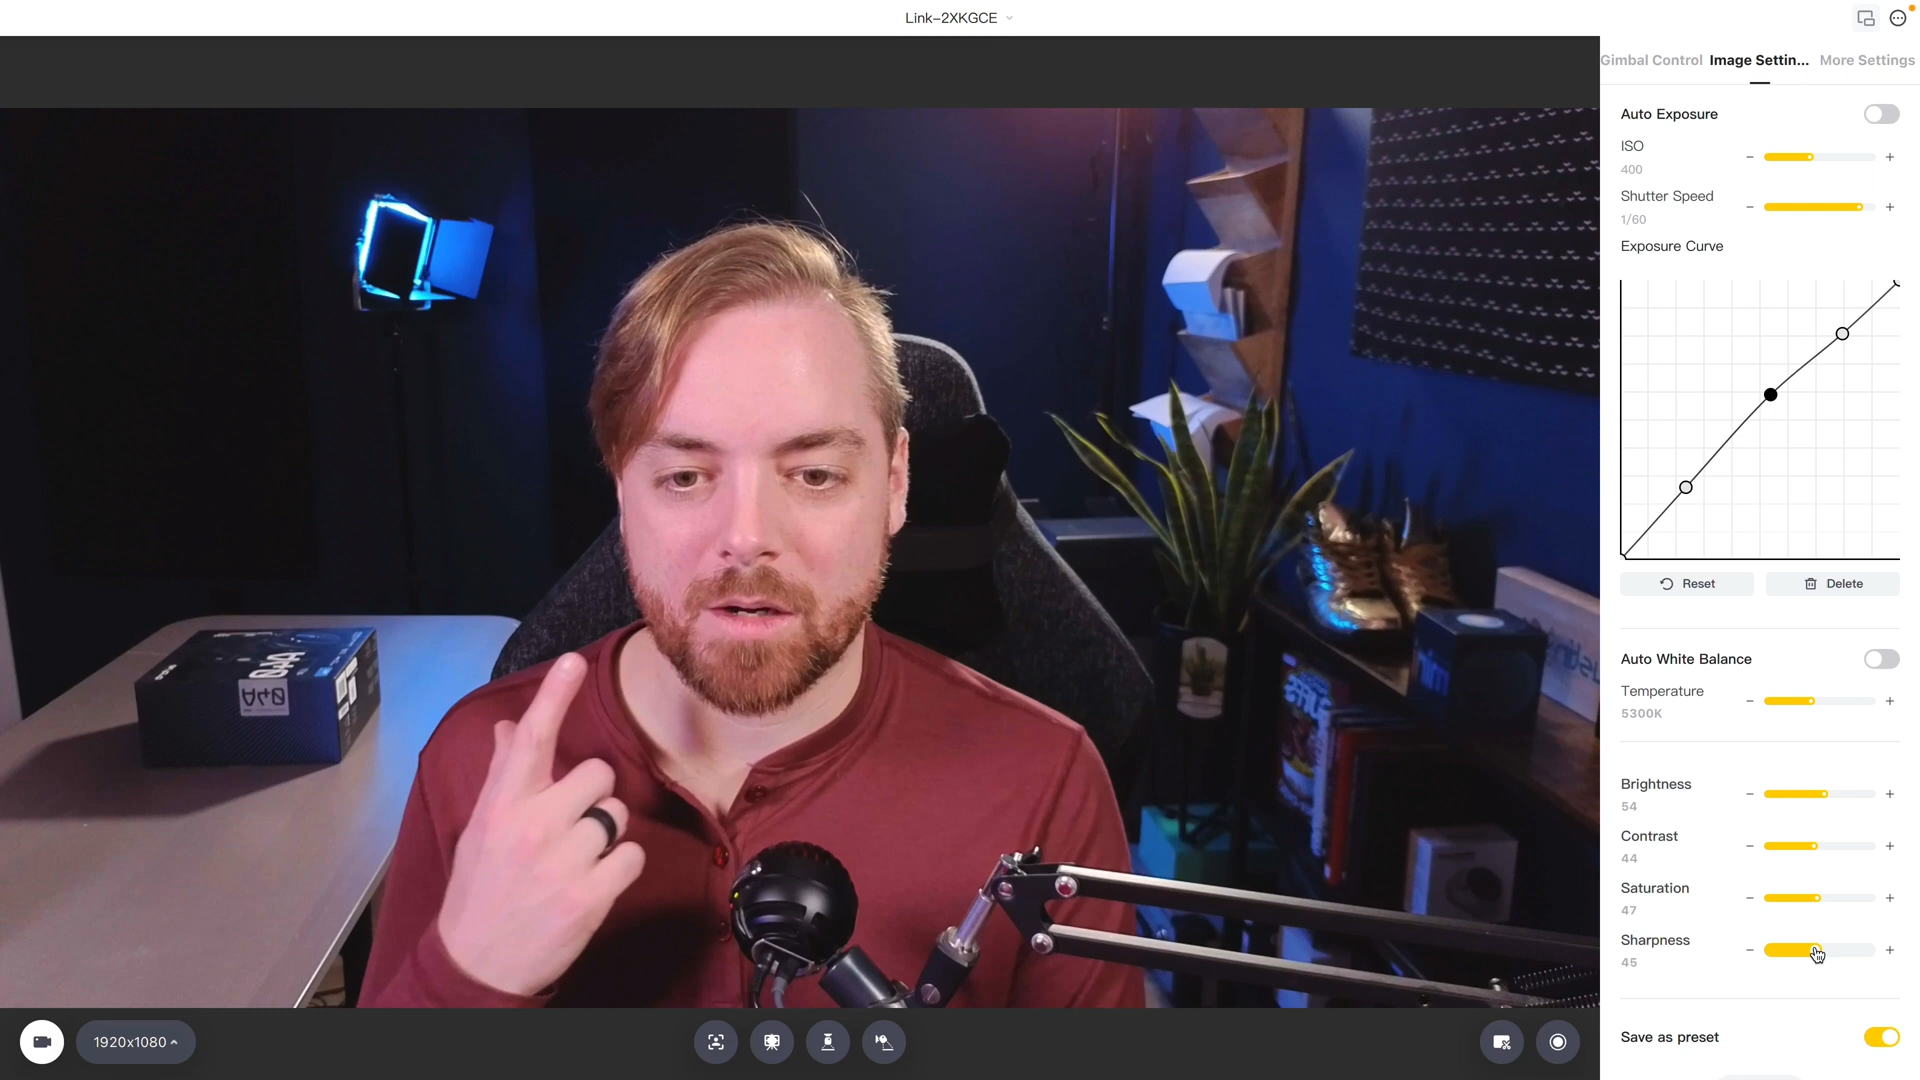 Link-2XKGCE
Gimbal Control
Image Settin...
More Settings
Auto Exposure
ISO
400
Shutter Speed
1/60
Exposure Curve
Reset
Delete
Auto White Balance
Temperature
5300K
Brightness
54
Contrast
44
Saturation
47
Sharpness
45
Save as preset
1920x1080